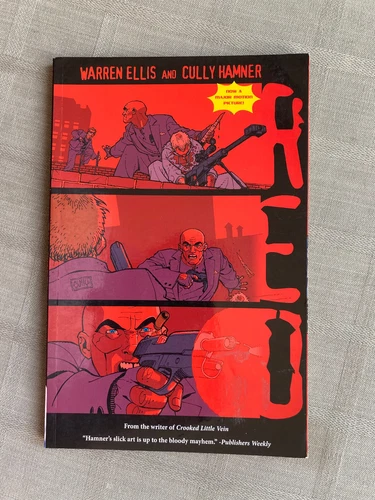 WARREN ELLIS AND CULLY HAMNER
NOW A
MAJOR MOTION
PICTURE!
RED
From the writer of Crooked Little Vein
"Hamner's slick art is up to the bloody mayhem." -Publishers Weekly